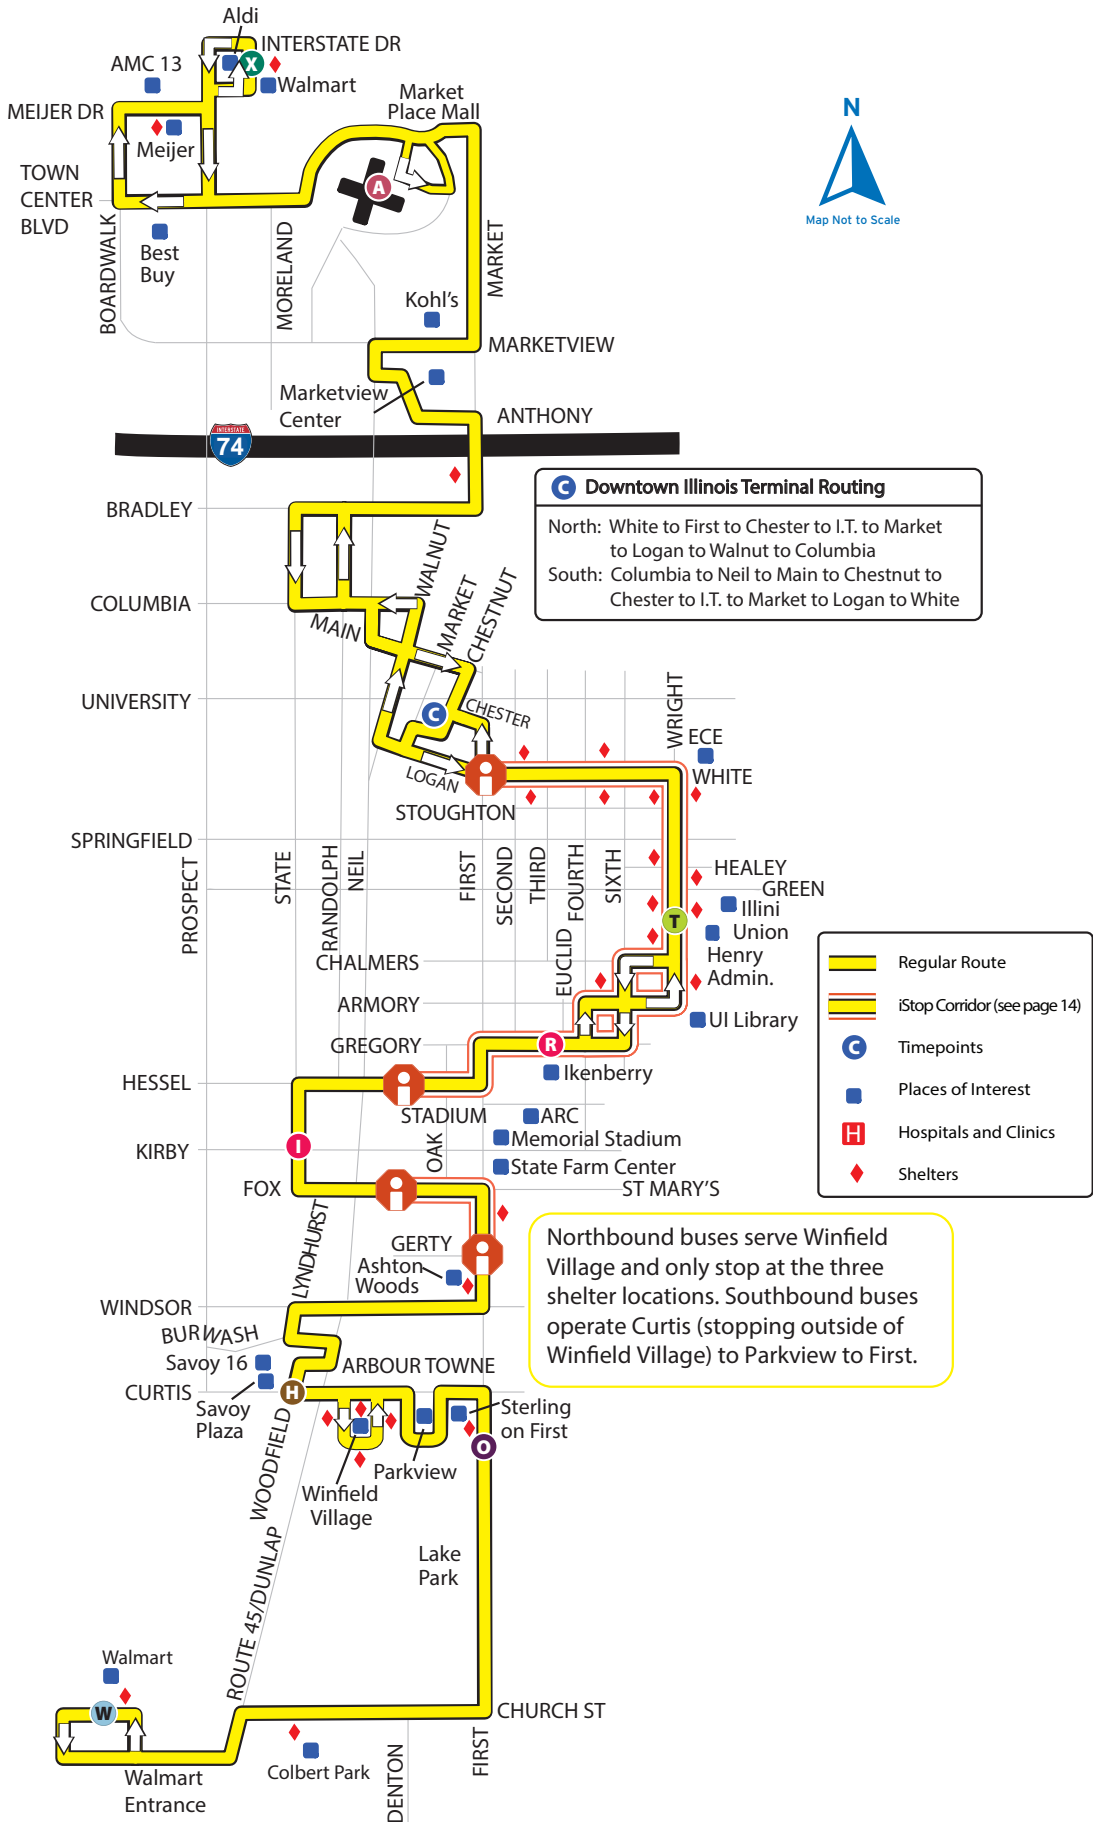 Aldi
INTERSTATE DR
AMC 13
X
Walmart
MEIJER DR
Market
Place Mall
Meijer
A
TOWN
CENTER
BLVD
Best
Buy
BOARDWALK
MORELAND
MARKET
N
Map Not to Scale
Kohl's
MARKETVIEW
Marketview
Center
ANTHONY
INTERSTATE
74
BRADLEY
C Downtown Illinois Terminal Routing
North: White to First to Chester to I.T. to Market
to Logan to Walnut to Columbia
South: Columbia to Neil to Main to Chestnut to
Chester to I.T. to Market to Logan to White
WALNUT
MARKET
CHESTNUT
COLUMBIA
MAIN
UNIVERSITY
C
CHESTER
LOGAN
WRIGHT
ECE
WHITE
STOUGHTON
SPRINGFIELD
PROSPECT
STATE
RANDOLPH
NEIL
FIRST
SECOND
THIRD
FOURTH
SIXTH
EUCLID
HEALEY
GREEN
Illini
Union
T
Henry
Admin.
CHALMERS
ARMORY
UI Library
GREGORY
R
Ikenberry
HESSEL
STADIUM
ARC
Memorial Stadium
KIRBY
I
OAK
State Farm Center
FOX
ST MARY'S
Regular Route
iStop Corridor (see page 14)
C Timepoints
Places of Interest
H Hospitals and Clinics
Shelters
LYNDHURST
GERTY
Ashton
Woods
Northbound buses serve Winfield
Village and only stop at the three
shelter locations. Southbound buses
operate Curtis (stopping outside of
Winfield Village) to Parkview to First.
WINDSOR
BURWASH
Savoy 16
ARBOUR TOWNE
CURTIS
H
Savoy
Plaza
Sterling
on First
O
Parkview
Winfield
Village
WOODFIELD
ROUTE 45/DUNLAP
Lake
Park
Walmart
W
CHURCH ST
Walmart
Entrance
Colbert Park
DENTON
FIRST